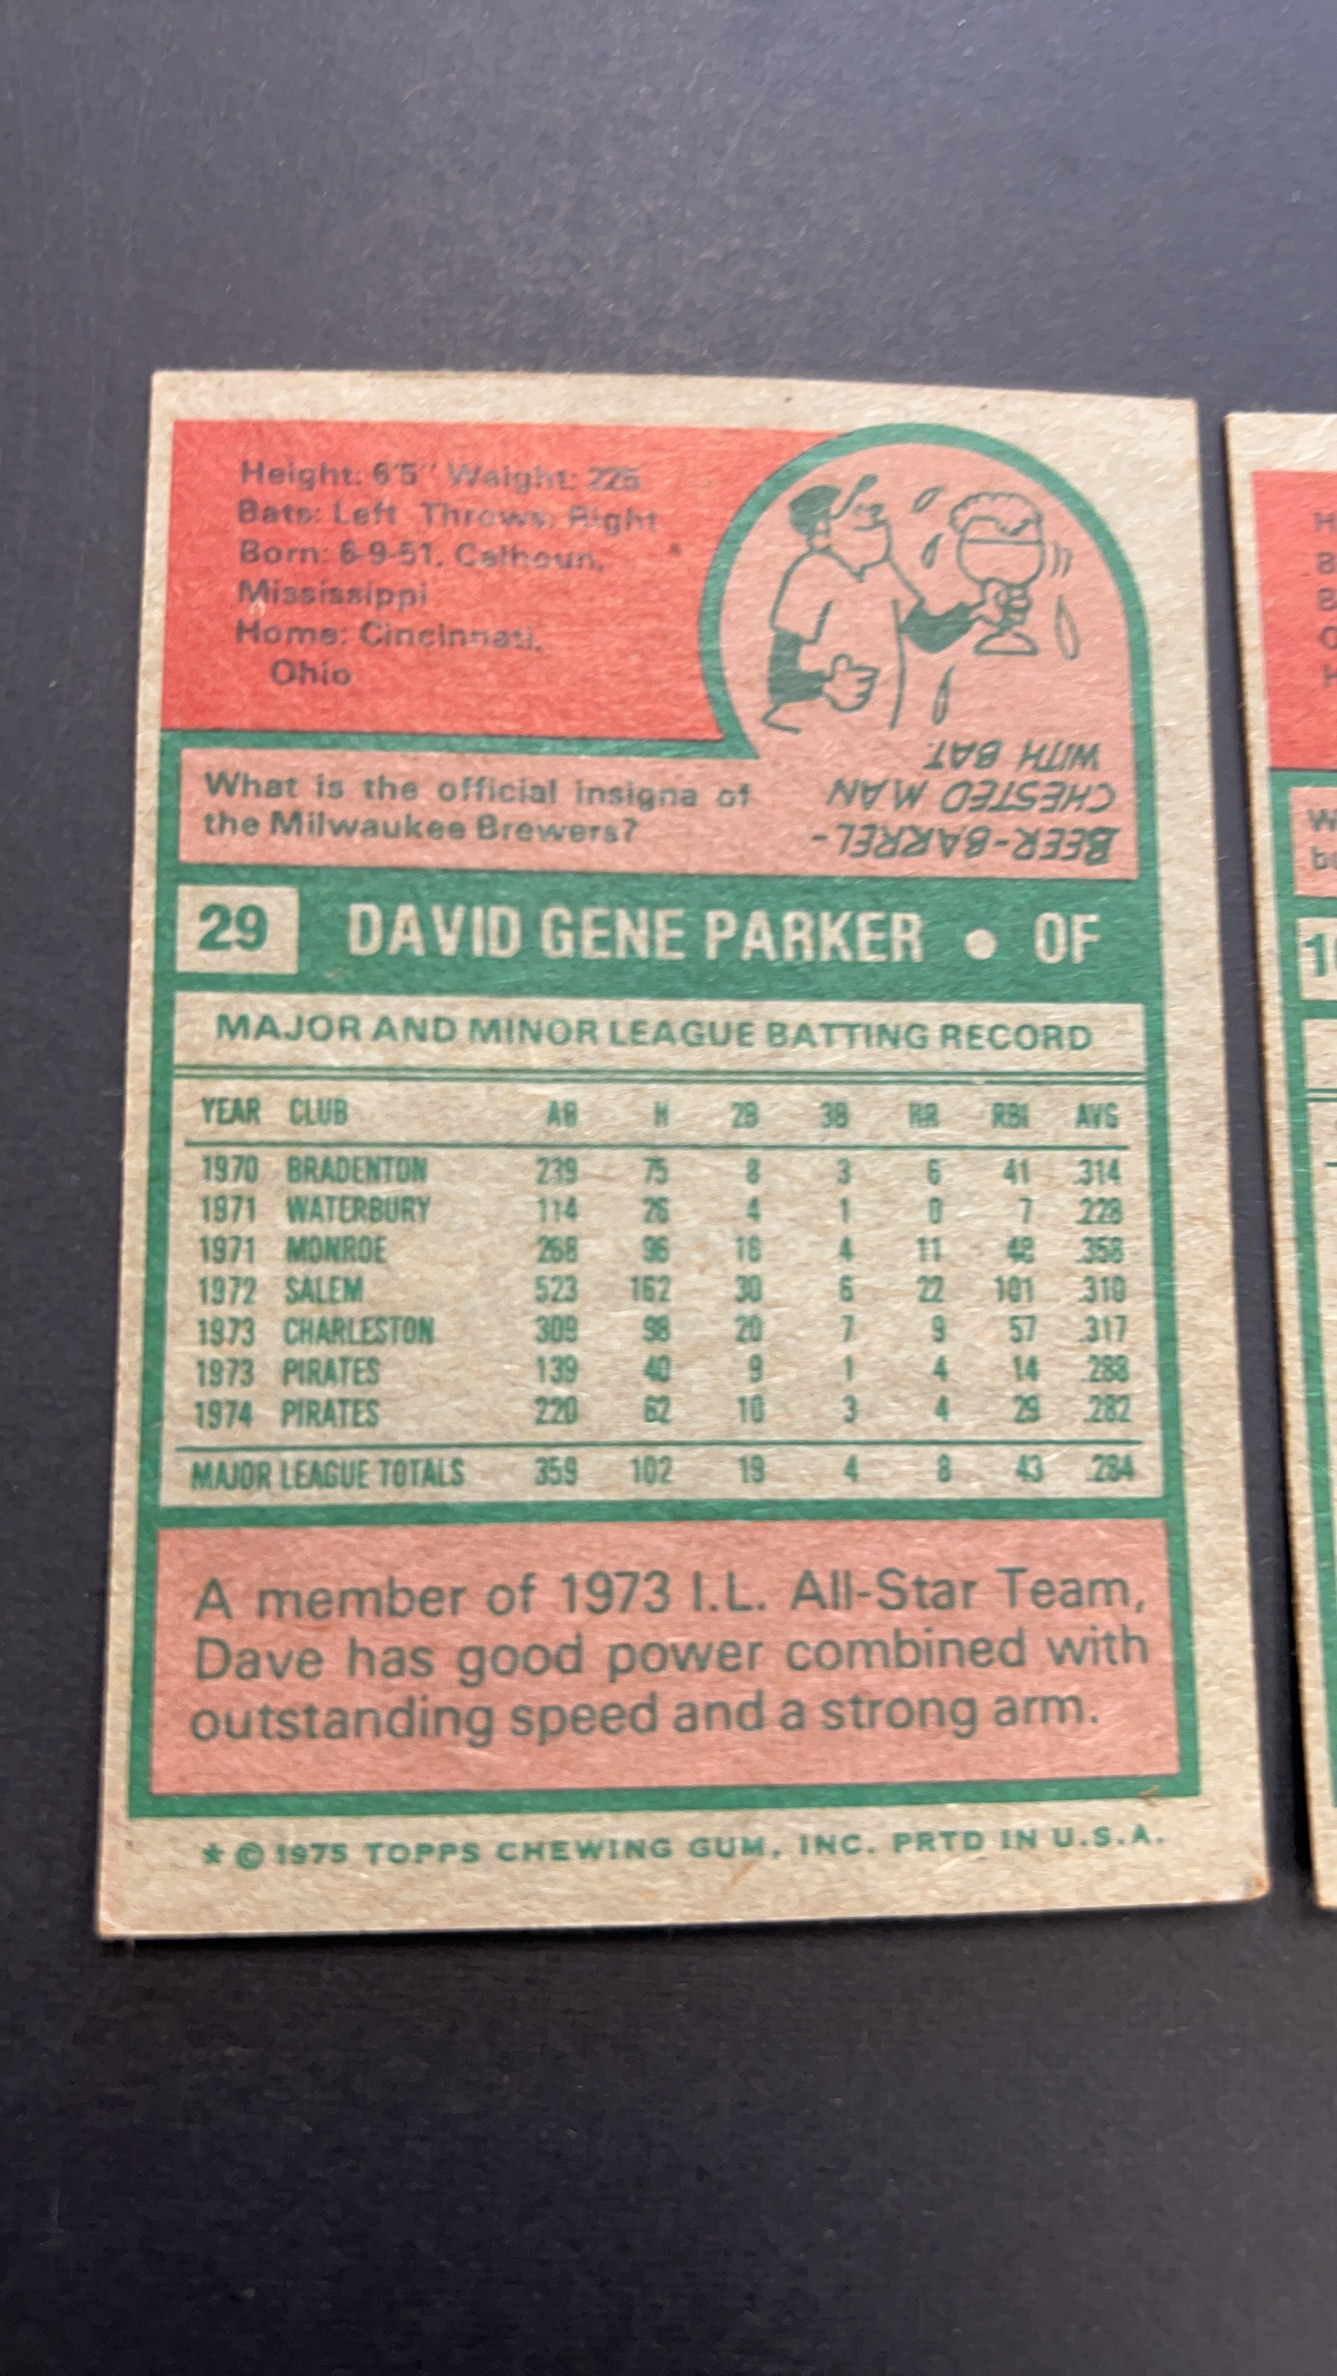 Height: 6'5" Weight: 225
Bats: Left Throws: Right
Born: 6-9-51, Calhoun,
Mississippi
Home: Cincinnati,
Ohio
What is the official insigna of
the Milwaukee Brewers?
BEER-BARREL-
CHESTED MAN
WITH BAT.
29 DAVID GENE PARKER • OF
MAJOR AND MINOR LEAGUE BATTING RECORD
YEAR CLUB AB H 2B 3B HR RBI AVG
1970 BRADENTON 239 75 8 3 6 41 .314
1971 WATERBURY 114 26 4 1 0 7 .228
1971 MONROE 268 96 16 4 11 48 .358
1972 SALEM 523 162 30 6 22 101 .310
1973 CHARLESTON 309 98 20 7 9 57 .317
1973 PIRATES 139 40 9 1 4 14 .288
1974 PIRATES 220 62 10 3 4 29 .282
MAJOR LEAGUE TOTALS 359 102 19 4 8 43 .284
A member of 1973 I.L. All-Star Team,
Dave has good power combined with
outstanding speed and a strong arm.
* © 1975 TOPPS CHEWING GUM, INC. PRTD IN U.S.A.